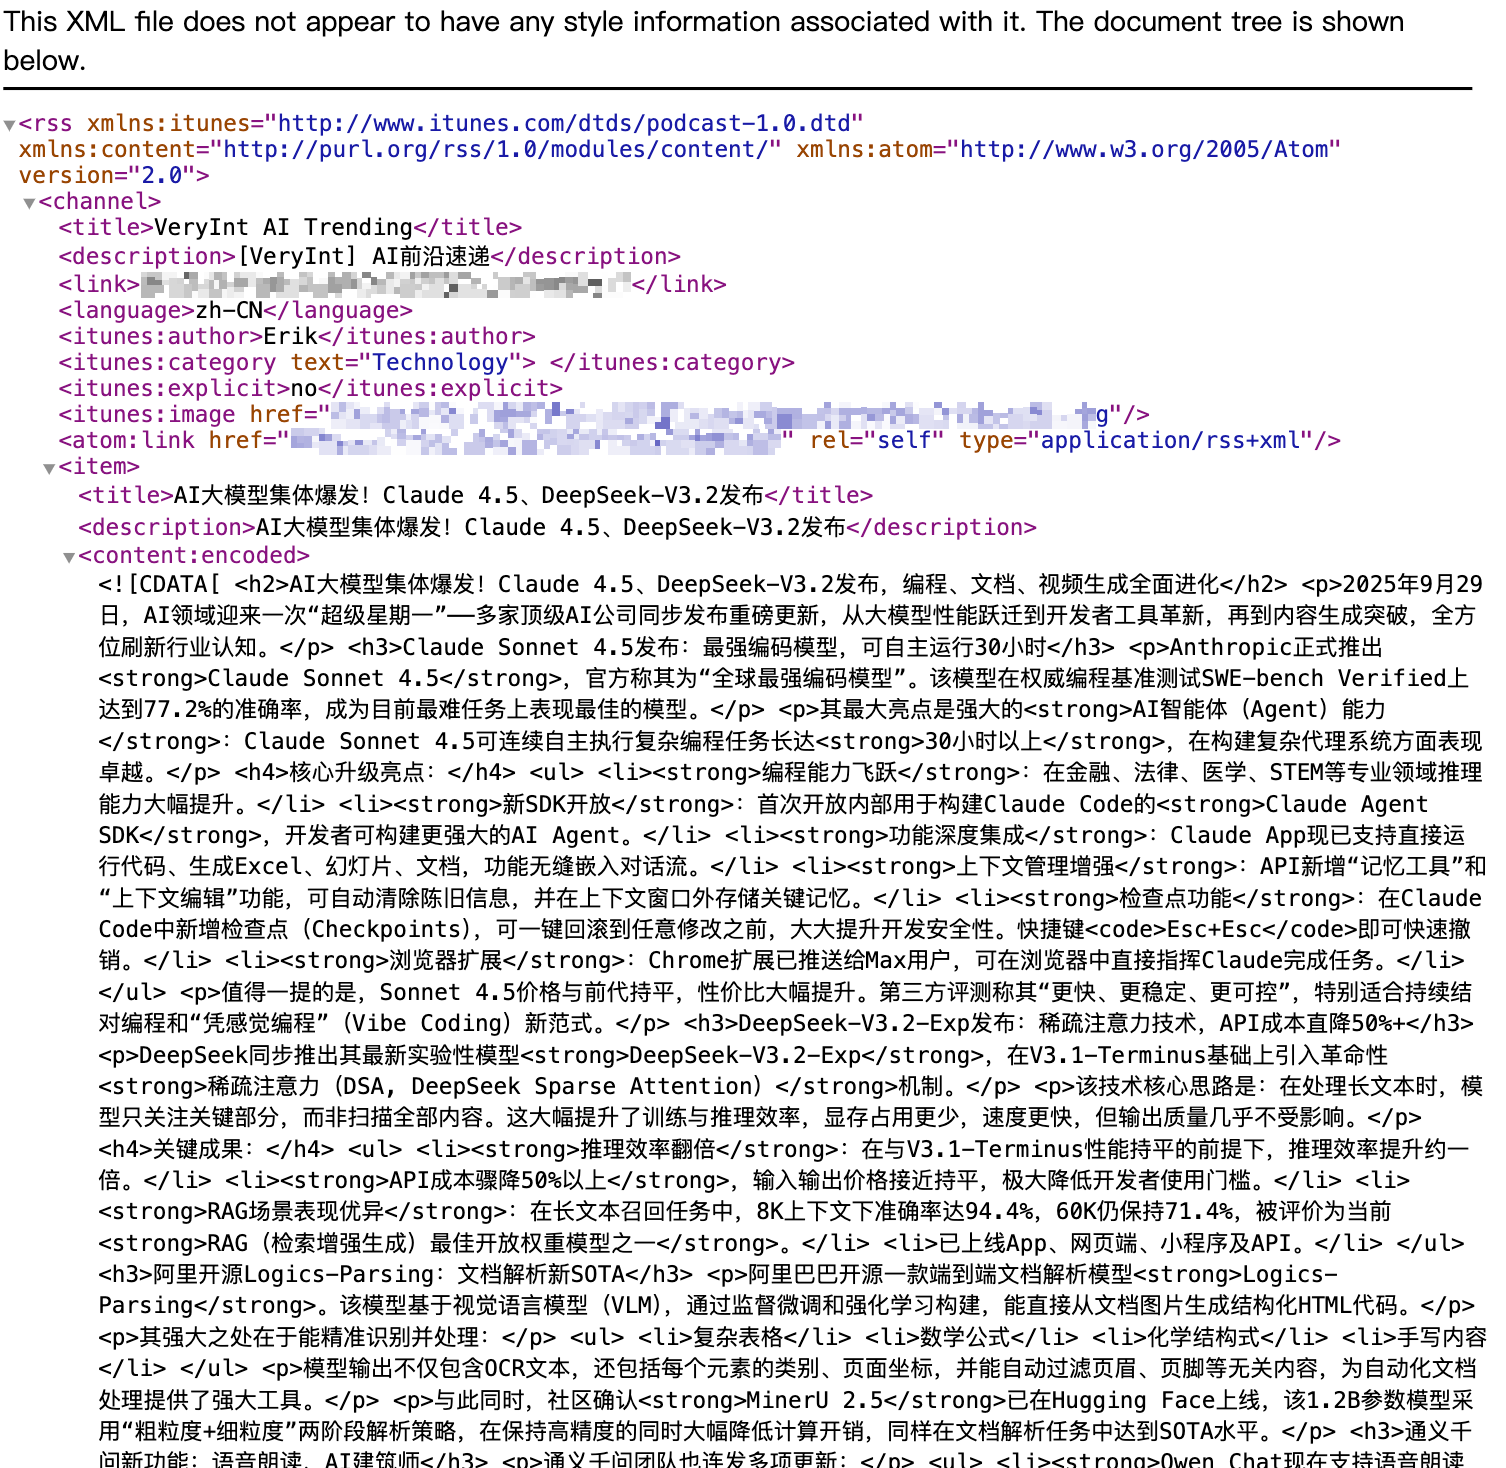 This XML file does not appear to have any style information associated with it. The document tree is shown
below.
▼<rss xmlns:itunes="http://www.itunes.com/dtds/podcast-1.0.dtd"
xmlns:content="http://purl.org/rss/1.0/modules/content/" xmlns:atom="http://www.w3.org/2005/Atom"
version="2.0">
▼<channel>
<title>VeryInt AI Trending</title>
<description>[VeryInt] AI前沿速递</description>
<link></link>
<language>zh-CN</language>
<itunes:author>Erik</itunes:author>
<itunes:category text="Technology"> </itunes:category>
<itunes:explicit>no</itunes:explicit>
<itunes:image href="g"/>
<atom:link href="" rel="self" type="application/rss+xml"/>
▼<item>
<title>AI大模型集体爆发！Claude 4.5、DeepSeek-V3.2发布</title>
<description>AI大模型集体爆发！Claude 4.5、DeepSeek-V3.2发布</description>
▼<content:encoded>
<![CDATA[ <h2>AI大模型集体爆发！Claude 4.5、DeepSeek-V3.2发布，编程、文档、视频生成全面进化</h2> <p>2025年9月29
日，AI领域迎来一次“超级星期一”——多家顶级AI公司同步发布重磅更新，从大模型性能跃迁到开发者工具革新，再到内容生成突破，全方
位刷新行业认知。</p> <h3>Claude Sonnet 4.5发布：最强编码模型，可自主运行30小时</h3> <p>Anthropic正式推出
<strong>Claude Sonnet 4.5</strong>，官方称其为“全球最强编码模型”。该模型在权威编程基准测试SWE-bench Verified上
达到77.2%的准确率，成为目前最难任务上表现最佳的模型。</p> <p>其最大亮点是强大的<strong>AI智能体（Agent）能力
</strong>：Claude Sonnet 4.5可连续自主执行复杂编程任务长达<strong>30小时以上</strong>，在构建复杂代理系统方面表现
卓越。</p> <h4>核心升级亮点：</h4> <ul> <li><strong>编程能力飞跃</strong>：在金融、法律、医学、STEM等专业领域推理
能力大幅提升。</li> <li><strong>新SDK开放</strong>：首次开放内部用于构建Claude Code的<strong>Claude Agent
SDK</strong>，开发者可构建更强大的AI Agent。</li> <li><strong>功能深度集成</strong>：Claude App现已支持直接运
行代码、生成Excel、幻灯片、文档，功能无缝嵌入对话流。</li> <li><strong>上下文管理增强</strong>：API新增“记忆工具”和
“上下文编辑”功能，可自动清除陈旧信息，并在上下文窗口外存储关键记忆。</li> <li><strong>检查点功能</strong>：在Claude
Code中新增检查点（Checkpoints），可一键回滚到任意修改之前，大大提升开发安全性。快捷键<code>Esc+Esc</code>即可快速撤
销。</li> <li><strong>浏览器扩展</strong>：Chrome扩展已推送给Max用户，可在浏览器中直接指挥Claude完成任务。</li>
</ul> <p>值得一提的是，Sonnet 4.5价格与前代持平，性价比大幅提升。第三方评测称其“更快、更稳定、更可控”，特别适合持续结
对编程和“凭感觉编程”（Vibe Coding）新范式。</p> <h3>DeepSeek-V3.2-Exp发布：稀疏注意力技术，API成本直降50%+</h3>
<p>DeepSeek同步推出其最新实验性模型<strong>DeepSeek-V3.2-Exp</strong>，在V3.1-Terminus基础上引入革命性
<strong>稀疏注意力（DSA, DeepSeek Sparse Attention）</strong>机制。</p> <p>该技术核心思路是：在处理长文本时，模
型只关注关键部分，而非扫描全部内容。这大幅提升了训练与推理效率，显存占用更少，速度更快，但输出质量几乎不受影响。</p>
<h4>关键成果：</h4> <ul> <li><strong>推理效率翻倍</strong>：在与V3.1-Terminus性能持平的前提下，推理效率提升约一
倍。</li> <li><strong>API成本骤降50%以上</strong>，输入输出价格接近持平，极大降低开发者使用门槛。</li> <li>
<strong>RAG场景表现优异</strong>：在长文本召回任务中，8K上下文下准确率达94.4%，60K仍保持71.4%，被评价为当前
<strong>RAG（检索增强生成）最佳开放权重模型之一</strong>。</li> <li>已上线App、网页端、小程序及API。</li> </ul>
<h3>阿里开源Logics-Parsing：文档解析新SOTA</h3> <p>阿里巴巴开源一款端到端文档解析模型<strong>Logics-
Parsing</strong>。该模型基于视觉语言模型（VLM），通过监督微调和强化学习构建，能直接从文档图片生成结构化HTML代码。</p>
<p>其强大之处在于能精准识别并处理：</p> <ul> <li>复杂表格</li> <li>数学公式</li> <li>化学结构式</li> <li>手写内容
</li> </ul> <p>模型输出不仅包含OCR文本，还包括每个元素的类别、页面坐标，并能自动过滤页眉、页脚等无关内容，为自动化文档
处理提供了强大工具。</p> <p>与此同时，社区确认<strong>MinerU 2.5</strong>已在Hugging Face上线，该1.2B参数模型采
用“粗粒度+细粒度”两阶段解析策略，在保持高精度的同时大幅降低计算开销，同样在文档解析任务中达到SOTA水平。</p> <h3>通义千
问新功能：语音朗读、AI建筑师</h3> <p>通义千问团队也连发多项更新：</p> <ul> <li><strong>Qwen Chat现在支持语音朗读